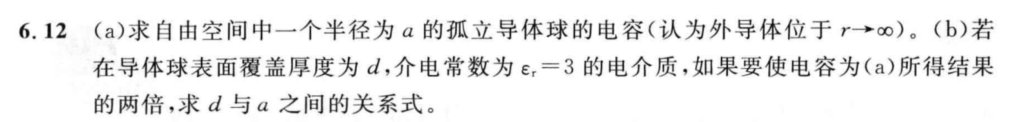 6.12 (a)求自由空间中一个半径为 a 的孤立导体球的电容(认为外导体位于 r→∞)。(b)若
在导体球表面覆盖厚度为 d,介电常数为 εᵣ=3 的电介质,如果要使电容为(a)所得结果
的两倍,求 d 与 a 之间的关系式。